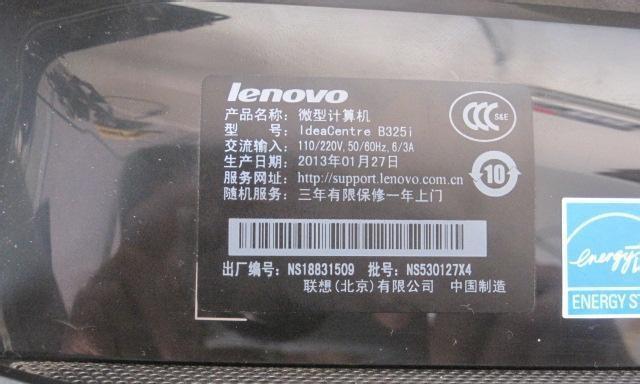 lenovo
产品名称: 微型计算机
型 号: IdeaCentre B325i
交流输入: 110/220V, 50/60Hz, 6/3A
生产日期: 2013年01月27日
服务网址: http://support.lenovo.com.cn
随机服务: 三年有限保修一年上门
CCC S&E
10
出厂编号: NS18831509 批号: NS530127X4
联想(北京)有限公司 中国制造
energy
ENERGY ST